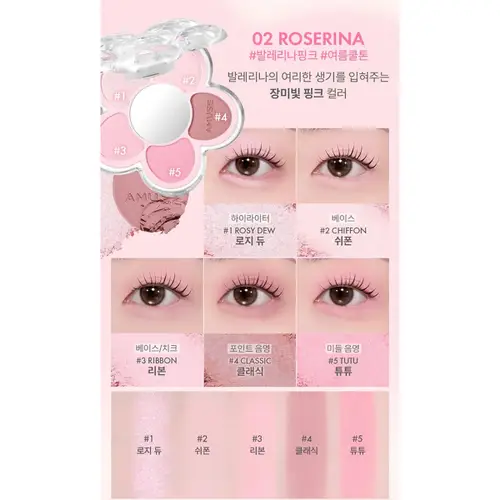 02 ROSERINA
#발레리나핑크 #여름쿨톤
발레리나의 여리한 생기를 입혀주는
장미빛 핑크 컬러
#1
#2
AMUSE
#4
#3
#5
AMUSE
하이라이터
#1 ROSY DEW
로지 듀
베이스
#2 CHIFFON
쉬폰
베이스/치크
#3 RIBBON
리본
포인트 음영
#4 CLASSIC
클래식
미듐 음영
#5 TUTU
튜튜
#1
로지 듀
#2
쉬폰
#3
리본
#4
클래식
#5
튜튜